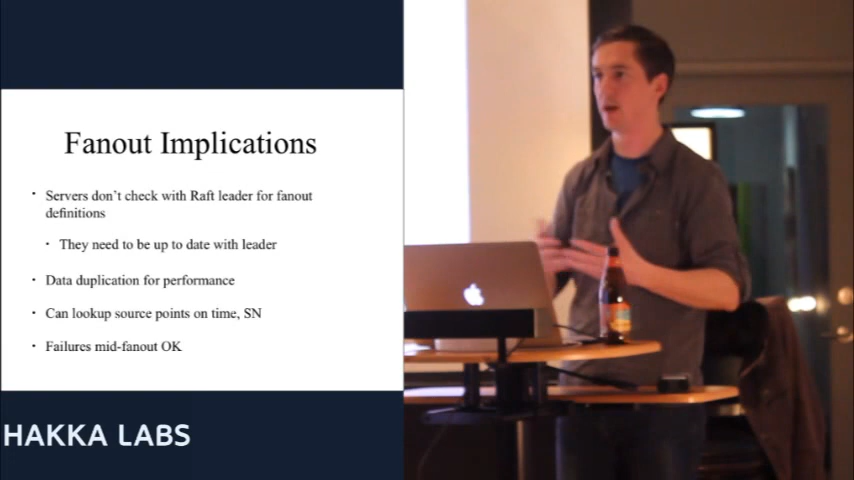 Fanout Implications
· Servers don't check with Raft leader for fanout
definitions
· They need to be up to date with leader
· Data duplication for performance
· Can lookup source points on time, SN
· Failures mid-fanout OK
HAKKA LABS